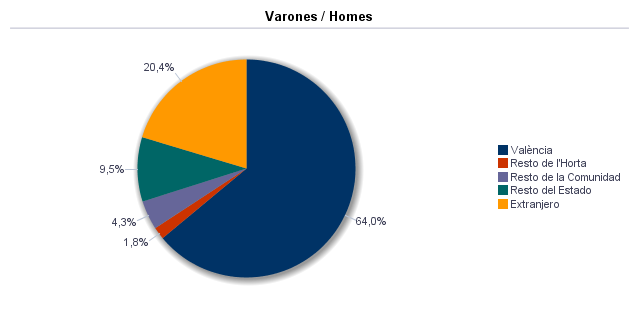 Varones / Homes
20,4%
9,5%
4,3%
1,8%
64,0%
València
Resto de l'Horta
Resto de la Comunidad
Resto del Estado
Extranjero